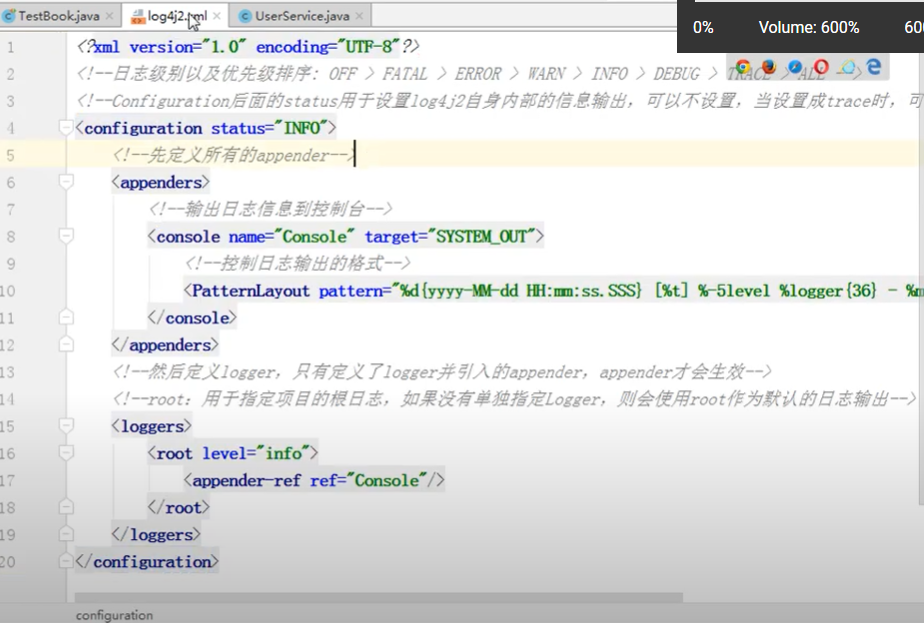 TestBook.java
log4j2.xml
UserService.java
0% Volume: 600% 60
1 <?xml version="1.0" encoding="UTF-8"?>
2 <!--日志级别以及优先级排序: OFF > FATAL > ERROR > WARN > INFO > DEBUG > TRACE > ALL -->
3 <!--Configuration后面的status用于设置log4j2自身内部的信息输出，可以不设置，当设置成trace时，可
4 <configuration status="INFO">
5 <!--先定义所有的appender-->
6 <appenders>
7 <!--输出日志信息到控制台-->
8 <console name="Console" target="SYSTEM_OUT">
9 <!--控制日志输出的格式-->
10 <PatternLayout pattern="%d{yyyy-MM-dd HH:mm:ss.SSS} [%t] %-5level %logger{36} - %m
11 </console>
12 </appenders>
13 <!--然后定义logger，只有定义了logger并引入的appender，appender才会生效-->
14 <!--root：用于指定项目的根日志，如果没有单独指定Logger，则会使用root作为默认的日志输出-->
15 <loggers>
16 <root level="info">
17 <appender-ref ref="Console"/>
18 </root>
19 </loggers>
20 </configuration>
configuration